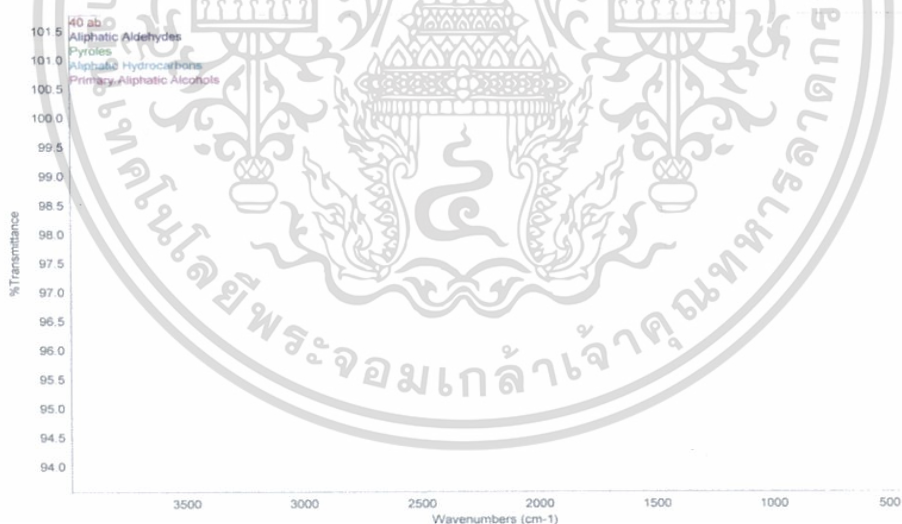 40 ab
Aliphatic Aldehydes
Pyroles
Aliphatic Hydrocarbons
Primary Aliphatic Alcohols
101.5
101.0
100.5
100.0
99.5
99.0
98.5
98.0
97.5
97.0
96.5
96.0
95.5
95.0
94.5
94.0
%Transmittance
3500 3000 2500 2000 1500 1000 500
Wavenumbers (cm-1)
เทคโนโลยีพระจอมเกล้าเจ้าคุณทหารลาดกร